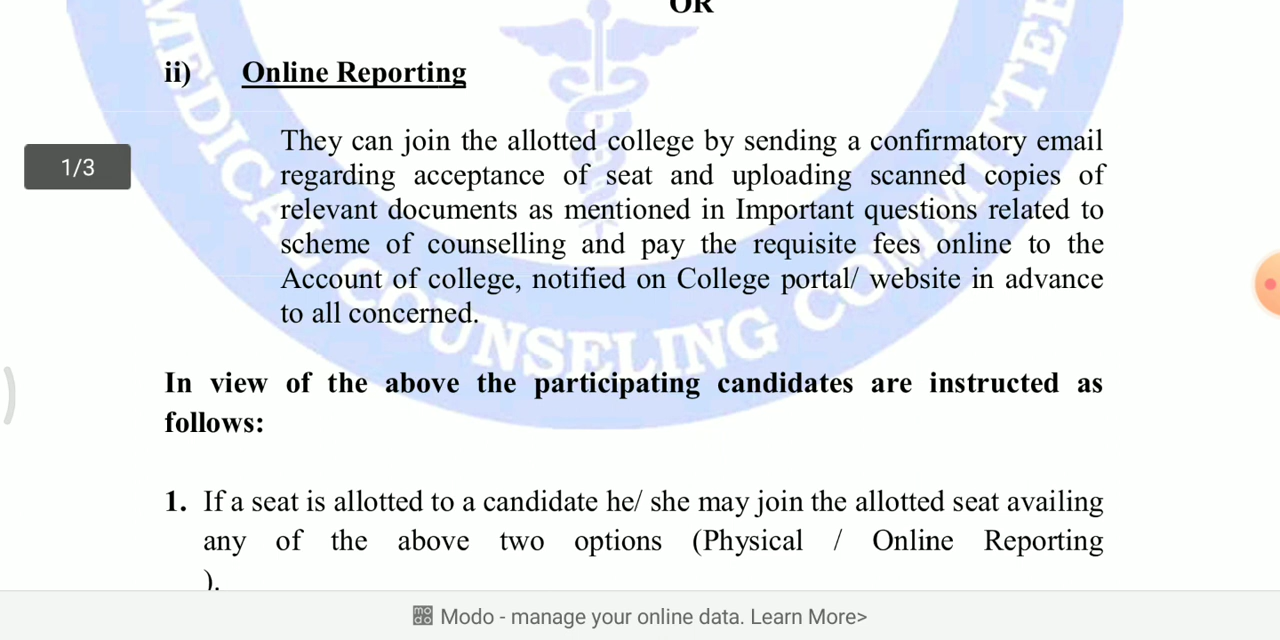 OR
ii) Online Reporting
They can join the allotted college by sending a confirmatory email
1/3
regarding acceptance of seat and uploading scanned copies of
relevant documents as mentioned in Important questions related to
scheme of counselling and pay the requisite fees online to the
Account of college, notified on College portal/ website in advance
to all concerned.
MEDICAL COUNSELING COMMITTEE
In view of the above the participating candidates are instructed as
follows:
1. If a seat is allotted to a candidate he/ she may join the allotted seat availing
any of the above two options (Physical / Online Reporting
).
modo Modo - manage your online data. Learn More>